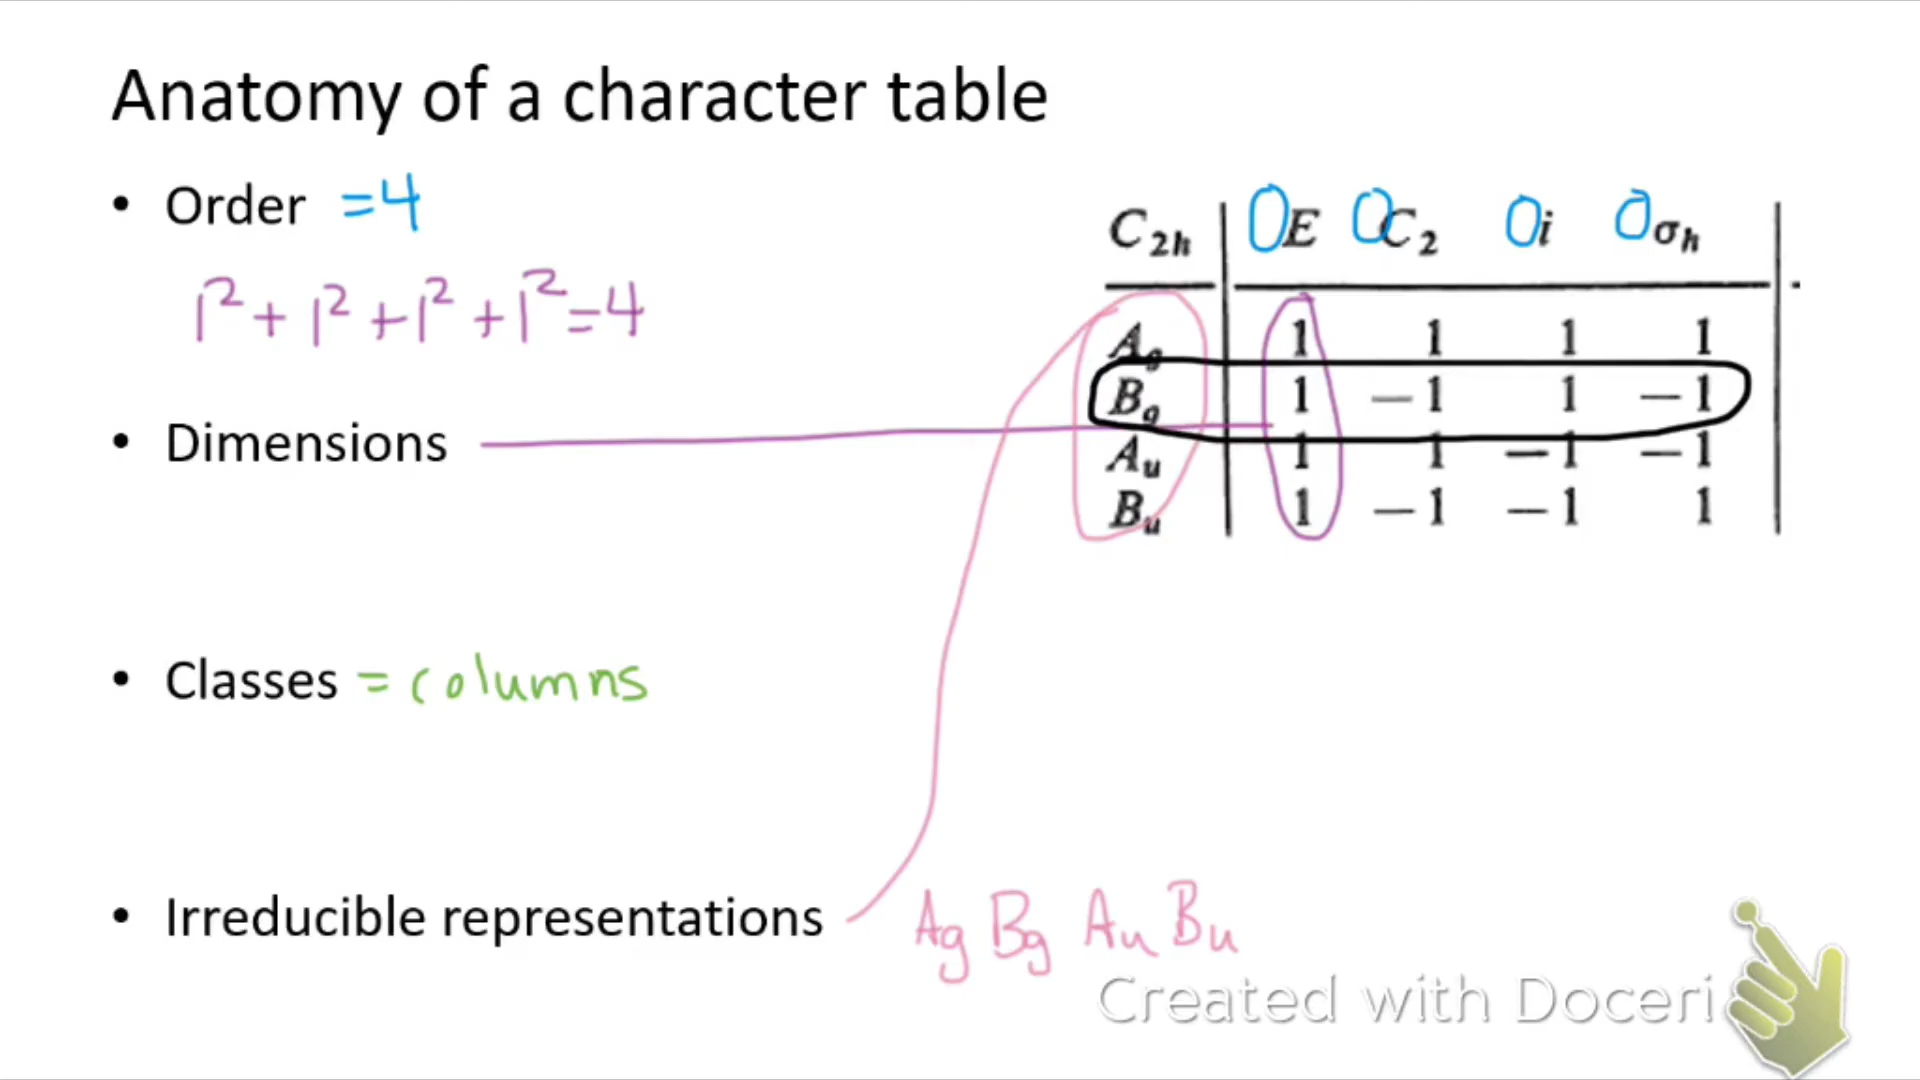 Anatomy of a character table
• Order = 4
1² + 1² + 1² + 1² = 4
• Dimensions
• Classes = columns
• Irreducible representations Ag Bg Au Bu
C2h E C2 i σh
Ag 1 1 1 1
Bg 1 −1 1 −1
Au 1 1 −1 −1
Bu 1 −1 −1 1
Created with Doceri